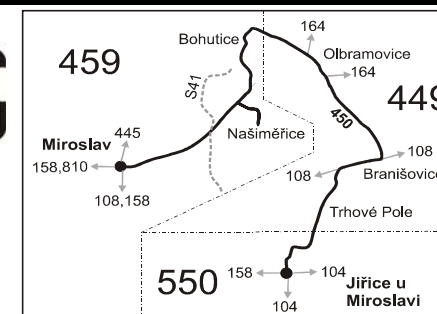 164
Bohutice
Olbramovice
164
459
S41
449
450
Našiměřice
445
Miroslav
108
158,810
108
Branišovice
108,158
Trhové Pole
550
158
104
Jiřice u
Miroslavi
104